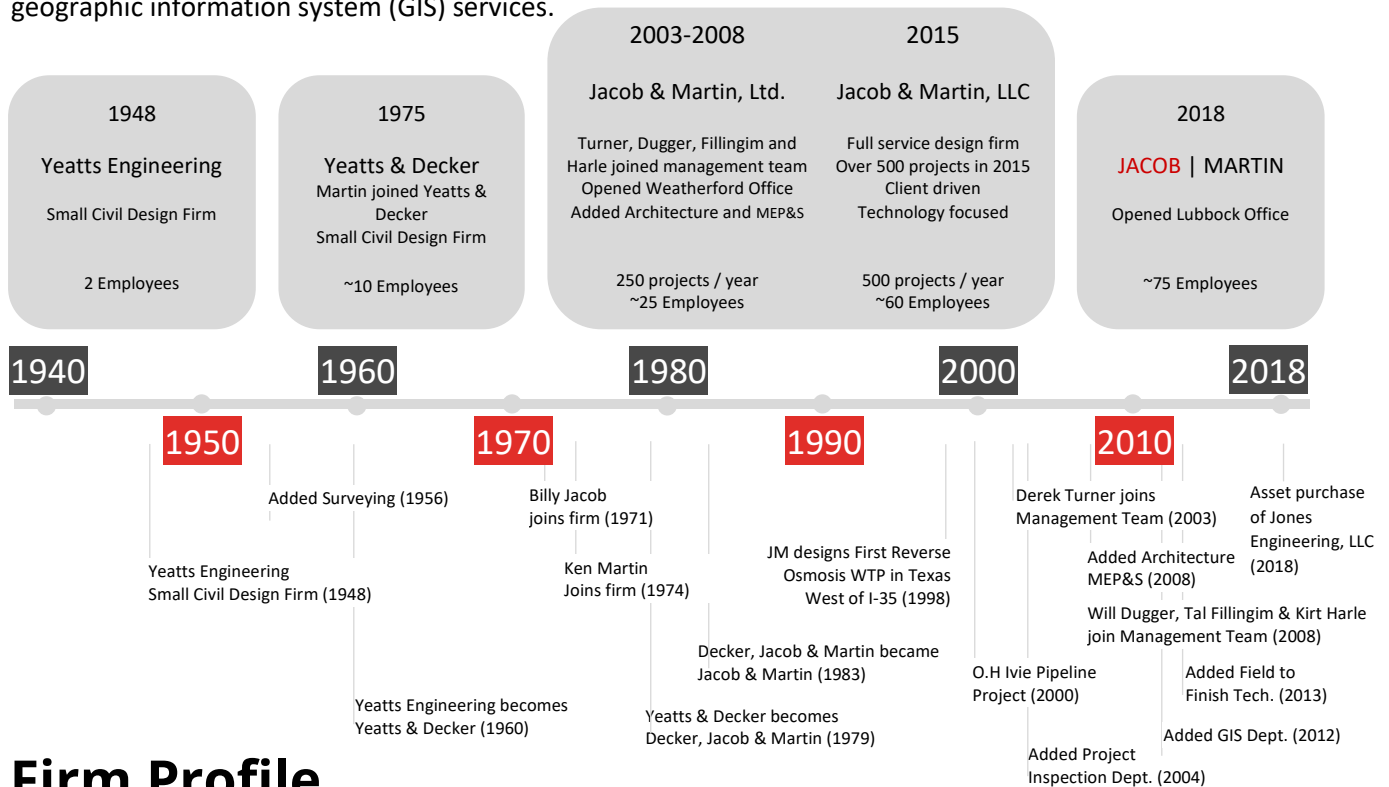 geographic information system (GIS) services.
1948
Yeatts Engineering
Small Civil Design Firm
2 Employees
1975
Yeatts & Decker
Martin joined Yeatts &
Decker
Small Civil Design Firm
~10 Employees
2003-2008
Jacob & Martin, Ltd.
Turner, Dugger, Fillingim and
Harle joined management team
Opened Weatherford Office
Added Architecture and MEP&S
250 projects / year
~25 Employees
2015
Jacob & Martin, LLC
Full service design firm
Over 500 projects in 2015
Client driven
Technology focused
500 projects / year
~60 Employees
2018
JACOB | MARTIN
Opened Lubbock Office
~75 Employees
1940
1960
1980
2000
2018
1950
1970
1990
2010
Added Surveying (1956)
Yeatts Engineering
Small Civil Design Firm (1948)
Yeatts Engineering becomes
Yeatts & Decker (1960)
Billy Jacob
joins firm (1971)
Ken Martin
Joins firm (1974)
Yeatts & Decker becomes
Decker, Jacob & Martin (1979)
Decker, Jacob & Martin became
Jacob & Martin (1983)
JM designs First Reverse
Osmosis WTP in Texas
West of I-35 (1998)
O.H Ivie Pipeline
Project (2000)
Derek Turner joins
Management Team (2003)
Added Project
Inspection Dept. (2004)
Added Architecture
MEP&S (2008)
Will Dugger, Tal Fillingim & Kirt Harle
join Management Team (2008)
Added GIS Dept. (2012)
Added Field to
Finish Tech. (2013)
Asset purchase
of Jones
Engineering, LLC
(2018)
Firm Profile